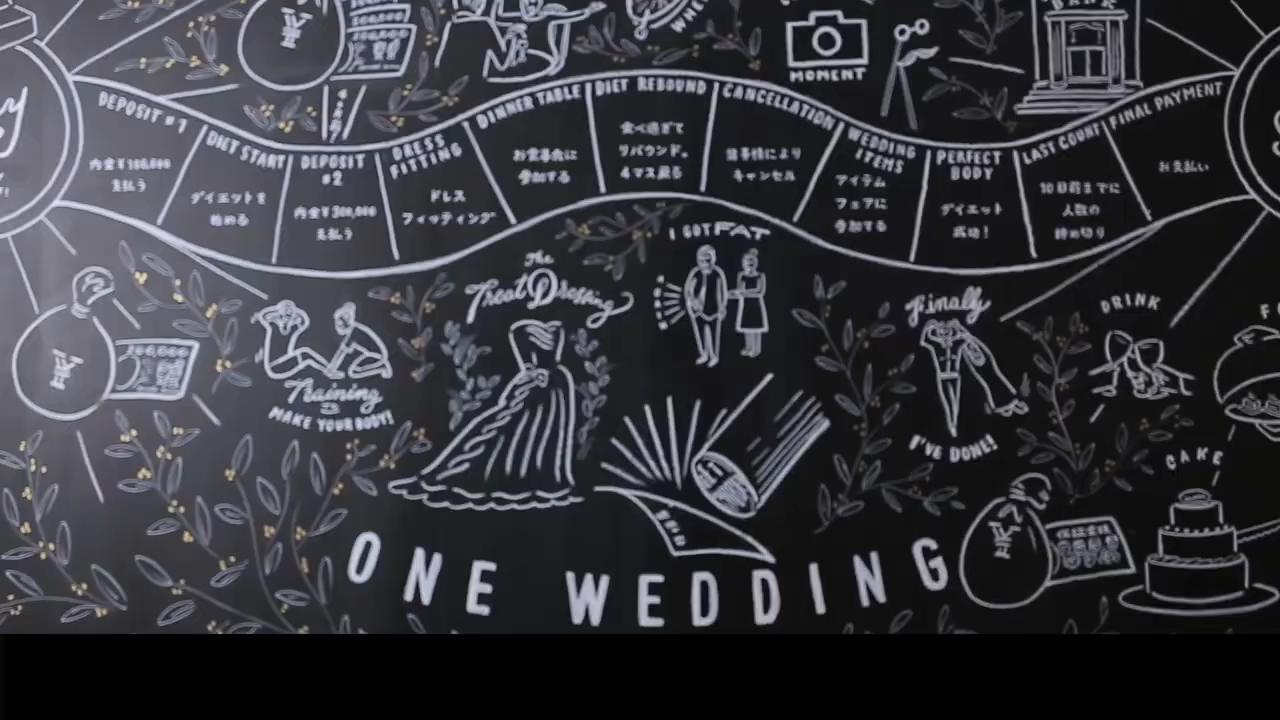 MOMENT
DEPOSIT #1
内金¥100,000
支払う
DIET START
ダイエットを
始める
DEPOSIT
#2
内金¥300,000
支払う
DRESS
FITTING
ドレス
フィッティング
DINNER TABLE
お食事会に
参加する
DIET REBOUND
食べ過ぎて
リバウンド。
4マス戻る
CANCELLATION
諸事情により
キャンセル
WEDDING
ITEMS
アイテム
フェアに
参加する
PERFECT
BODY
ダイエット
成功!
LAST COUNT
10日前までに
人数の
締め切り
FINAL PAYMENT
お支払い
I GOT FAT
The
Treat Dressing
Training
MAKE YOUR BODY!
Finally
I'VE DONE!
DRINK
CAKE
ONE WEDDING